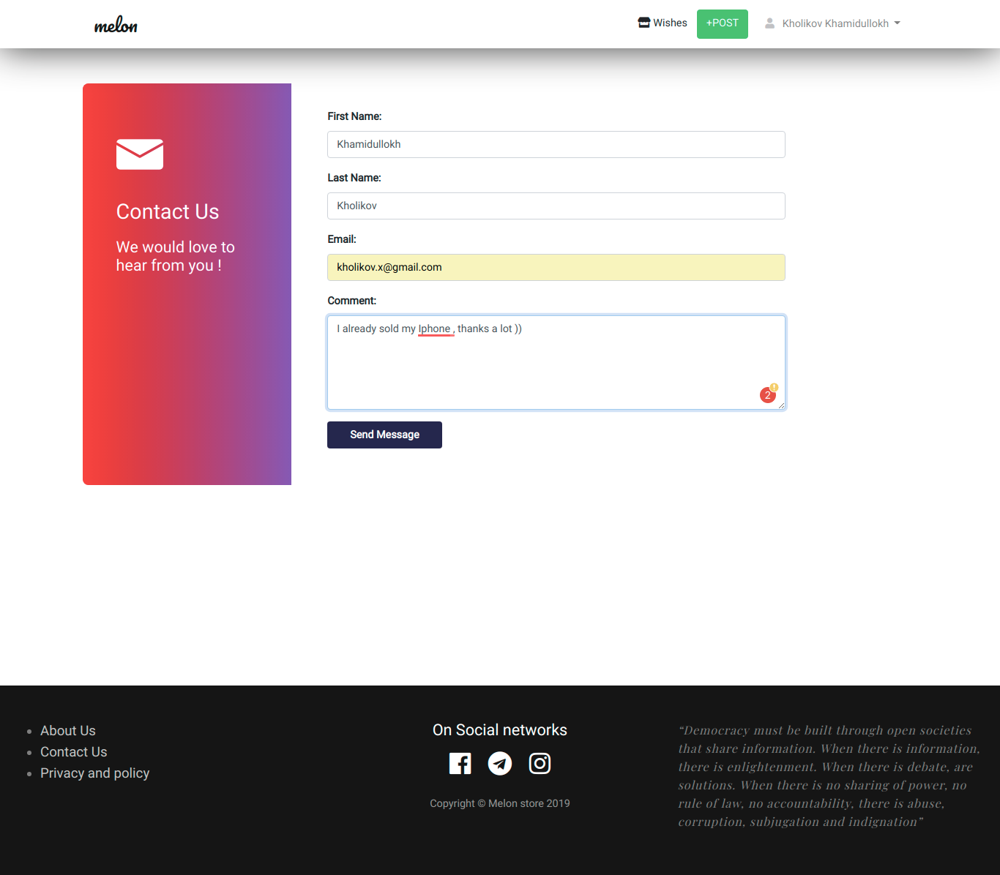 melon
Wishes
+POST
Kholikov Khamidullokh
Contact Us
We would love to
hear from you !
First Name:
Khamidullokh
Last Name:
Kholikov
Email:
kholikov.x@gmail.com
Comment:
I already sold my Iphone , thanks a lot ))
2
Send Message
About Us
Contact Us
Privacy and policy
On Social networks
Copyright © Melon store 2019
“Democracy must be built through open societies
that share information. When there is information,
there is enlightenment. When there is debate, are
solutions. When there is no sharing of power, no
rule of law, no accountability, there is abuse,
corruption, subjugation and indignation”